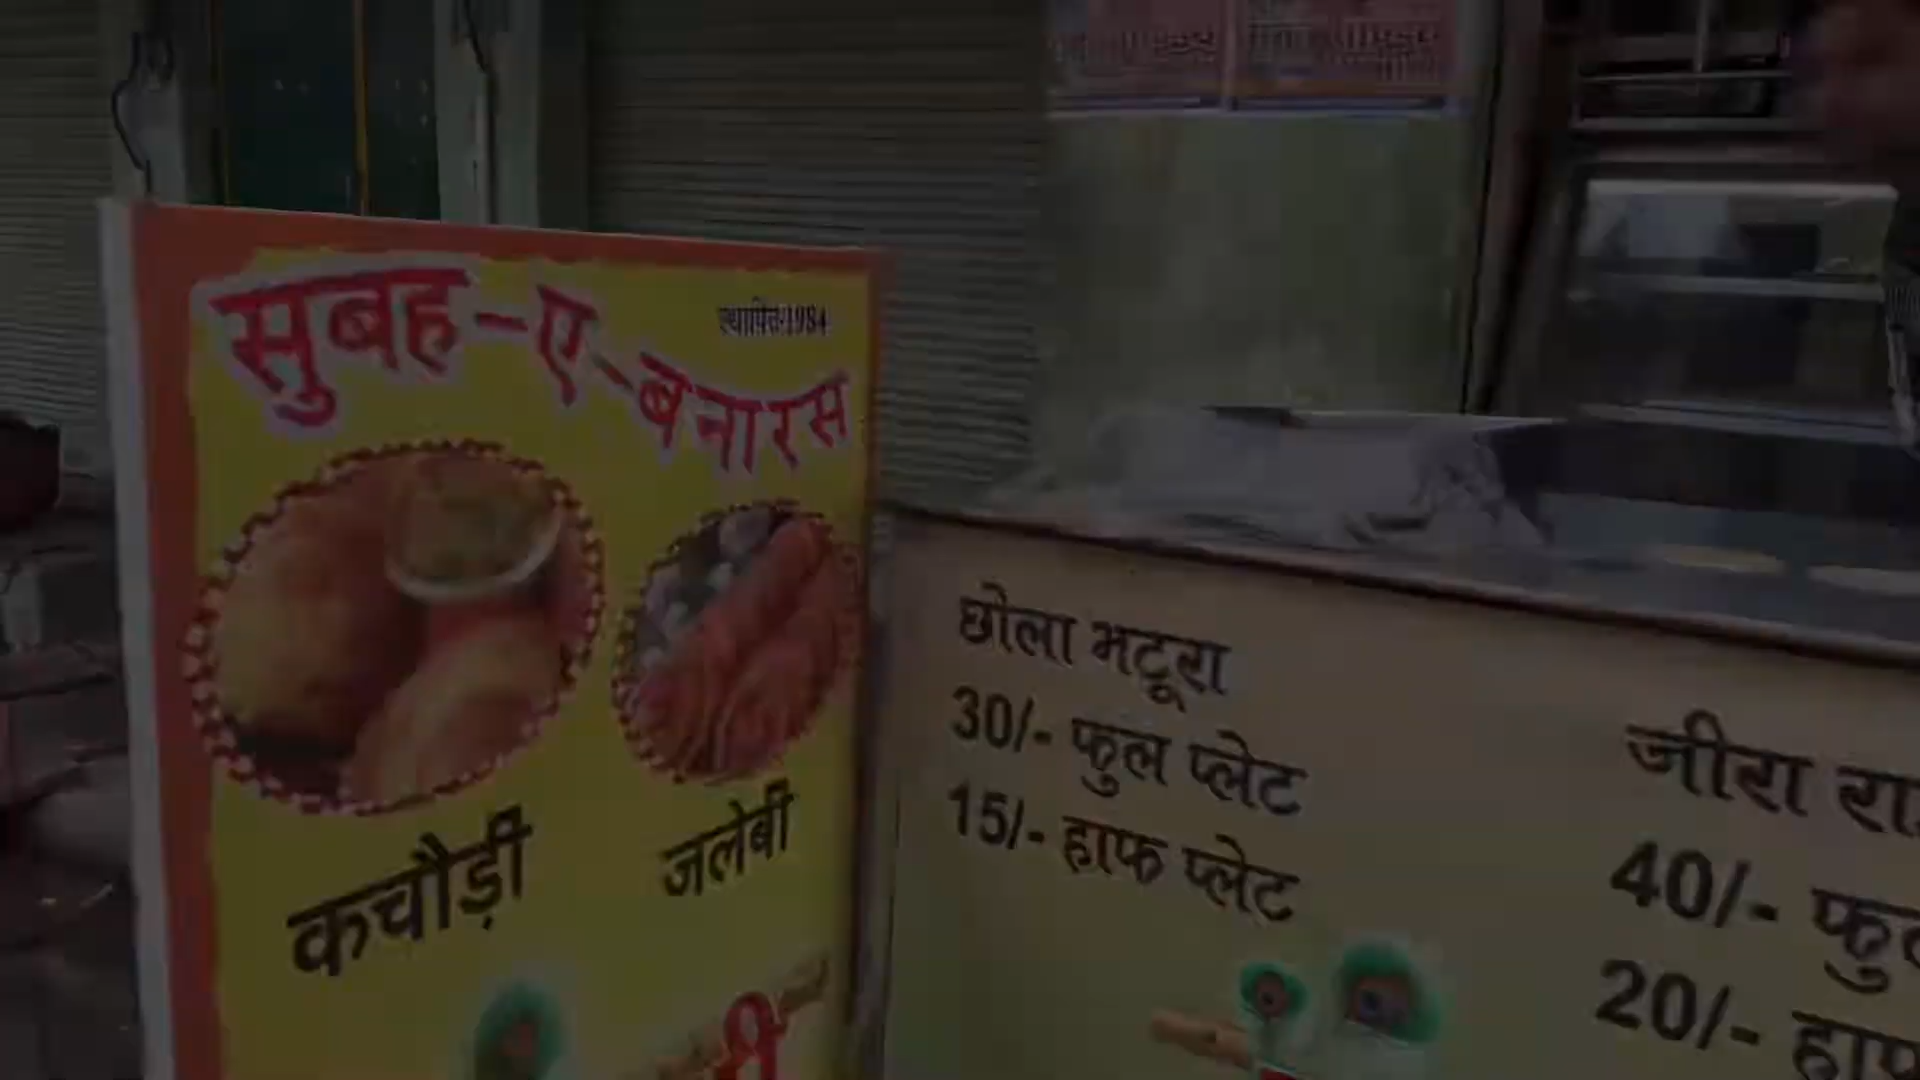 सुबह-ए-बनारस
स्थापित:1984
कचौड़ी
जलेबी
छोला भटूरा
30/- फुल प्लेट
15/- हाफ प्लेट
जीरा
40/-
20/-